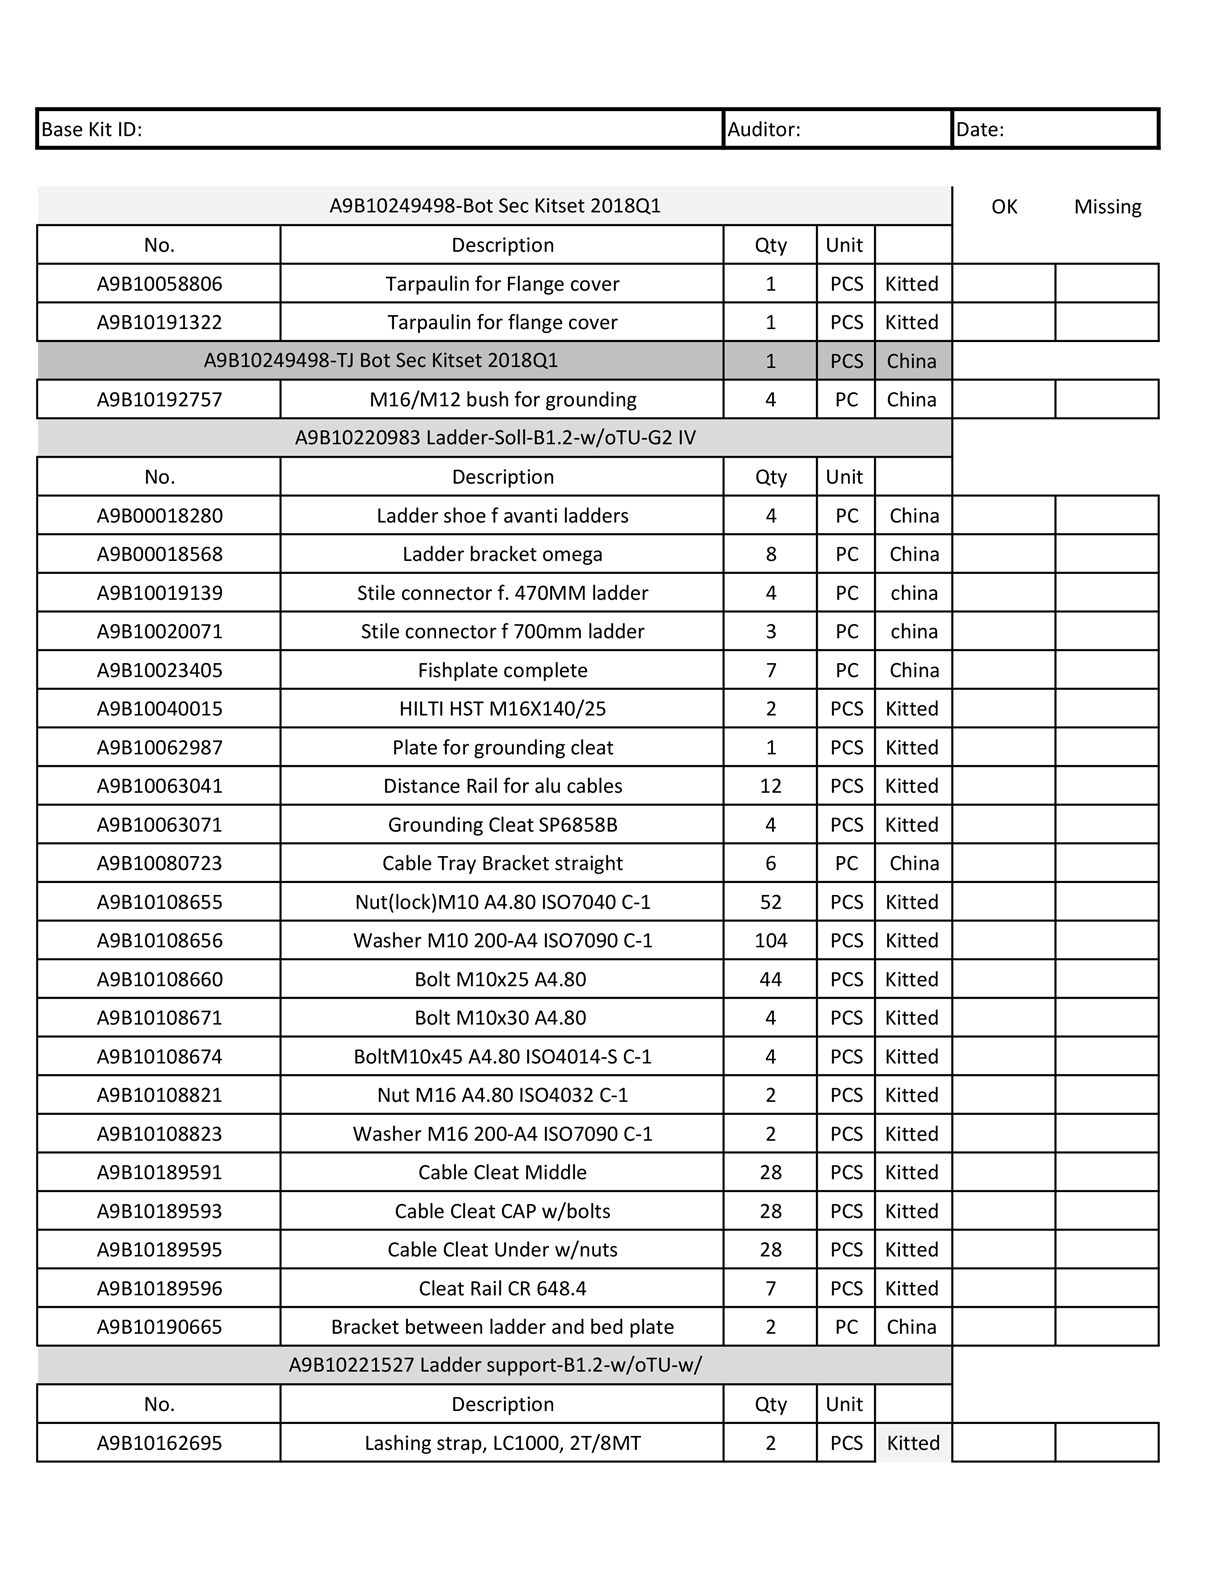 Base Kit ID: Auditor: Date:
A9B10249498-Bot Sec Kitset 2018Q1 OK Missing
No. Description Qty Unit
A9B10058806 Tarpaulin for Flange cover 1 PCS Kitted
A9B10191322 Tarpaulin for flange cover 1 PCS Kitted
A9B10249498-TJ Bot Sec Kitset 2018Q1 1 PCS China
A9B10192757 M16/M12 bush for grounding 4 PC China
A9B10220983 Ladder-Soll-B1.2-w/oTU-G2 IV
No. Description Qty Unit
A9B00018280 Ladder shoe f avanti ladders 4 PC China
A9B00018568 Ladder bracket omega 8 PC China
A9B10019139 Stile connector f. 470MM ladder 4 PC china
A9B10020071 Stile connector f 700mm ladder 3 PC china
A9B10023405 Fishplate complete 7 PC China
A9B10040015 HILTI HST M16X140/25 2 PCS Kitted
A9B10062987 Plate for grounding cleat 1 PCS Kitted
A9B10063041 Distance Rail for alu cables 12 PCS Kitted
A9B10063071 Grounding Cleat SP6858B 4 PCS Kitted
A9B10080723 Cable Tray Bracket straight 6 PC China
A9B10108655 Nut(lock)M10 A4.80 ISO7040 C-1 52 PCS Kitted
A9B10108656 Washer M10 200-A4 ISO7090 C-1 104 PCS Kitted
A9B10108660 Bolt M10x25 A4.80 44 PCS Kitted
A9B10108671 Bolt M10x30 A4.80 4 PCS Kitted
A9B10108674 BoltM10x45 A4.80 ISO4014-S C-1 4 PCS Kitted
A9B10108821 Nut M16 A4.80 ISO4032 C-1 2 PCS Kitted
A9B10108823 Washer M16 200-A4 ISO7090 C-1 2 PCS Kitted
A9B10189591 Cable Cleat Middle 28 PCS Kitted
A9B10189593 Cable Cleat CAP w/bolts 28 PCS Kitted
A9B10189595 Cable Cleat Under w/nuts 28 PCS Kitted
A9B10189596 Cleat Rail CR 648.4 7 PCS Kitted
A9B10190665 Bracket between ladder and bed plate 2 PC China
A9B10221527 Ladder support-B1.2-w/oTU-w/
No. Description Qty Unit
A9B10162695 Lashing strap, LC1000, 2T/8MT 2 PCS Kitted